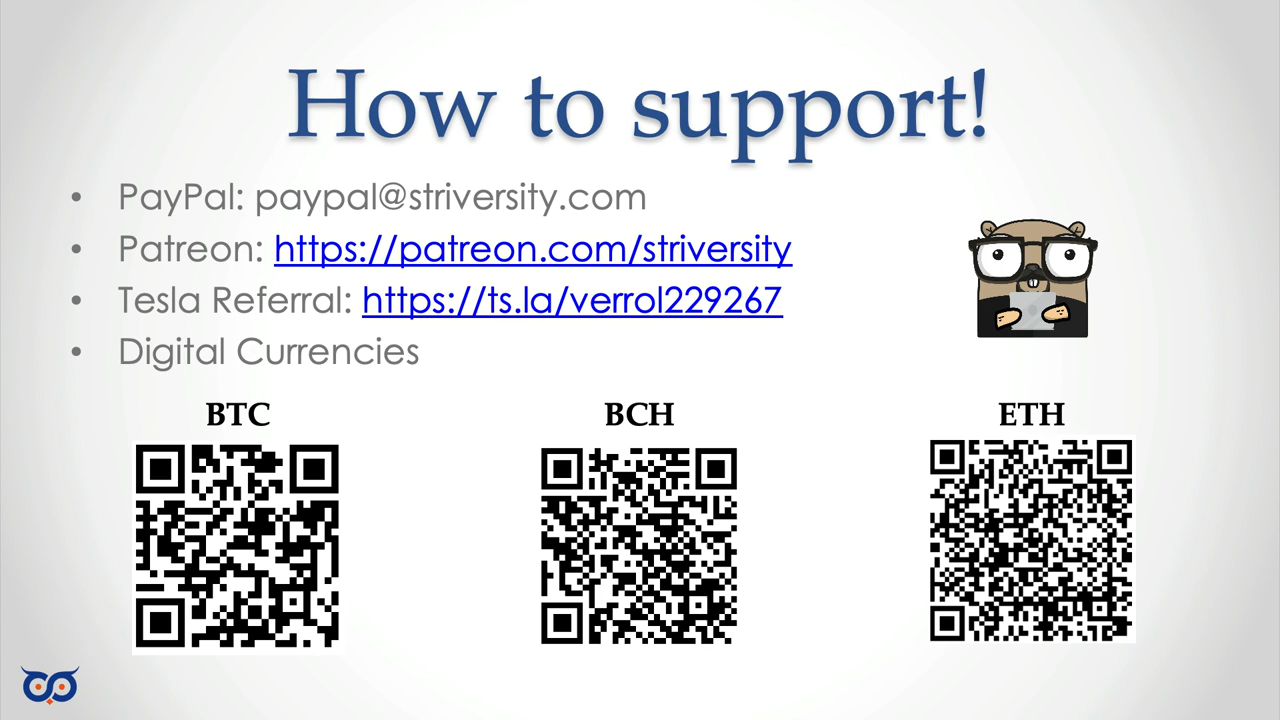 How to support!
• PayPal: paypal@striversity.com
• Patreon: https://patreon.com/striversity
• Tesla Referral: https://ts.la/verrol229267
• Digital Currencies
BTC BCH ETH